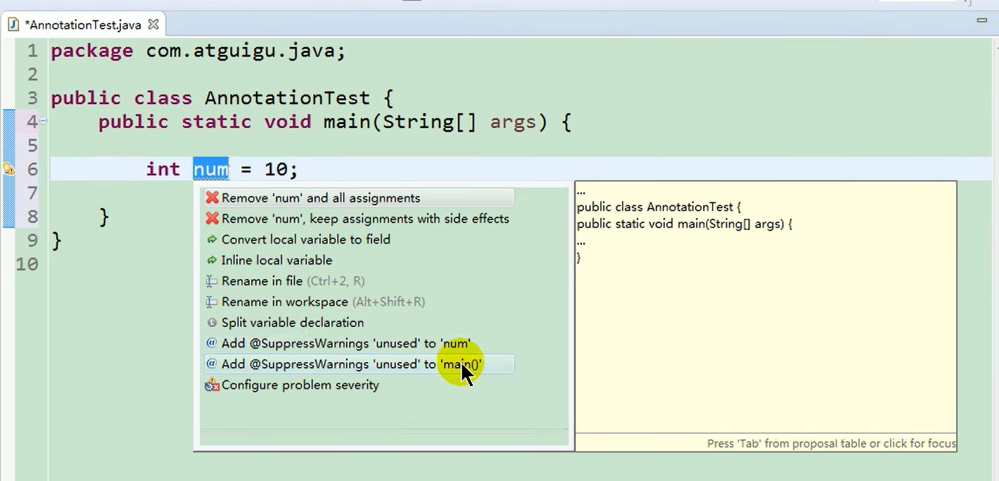 *AnnotationTest.java
1 package com.atguigu.java;
2
3 public class AnnotationTest {
4 public static void main(String[] args) {
5
6 int num = 10;
7
8 }
9 }
10
Remove 'num' and all assignments
Remove 'num', keep assignments with side effects
Convert local variable to field
Inline local variable
Rename in file (Ctrl+2, R)
Rename in workspace (Alt+Shift+R)
Split variable declaration
Add @SuppressWarnings 'unused' to 'num'
Add @SuppressWarnings 'unused' to 'main()'
Configure problem severity
...
public class AnnotationTest {
public static void main(String[] args) {
...
}
Press 'Tab' from proposal table or click for focus